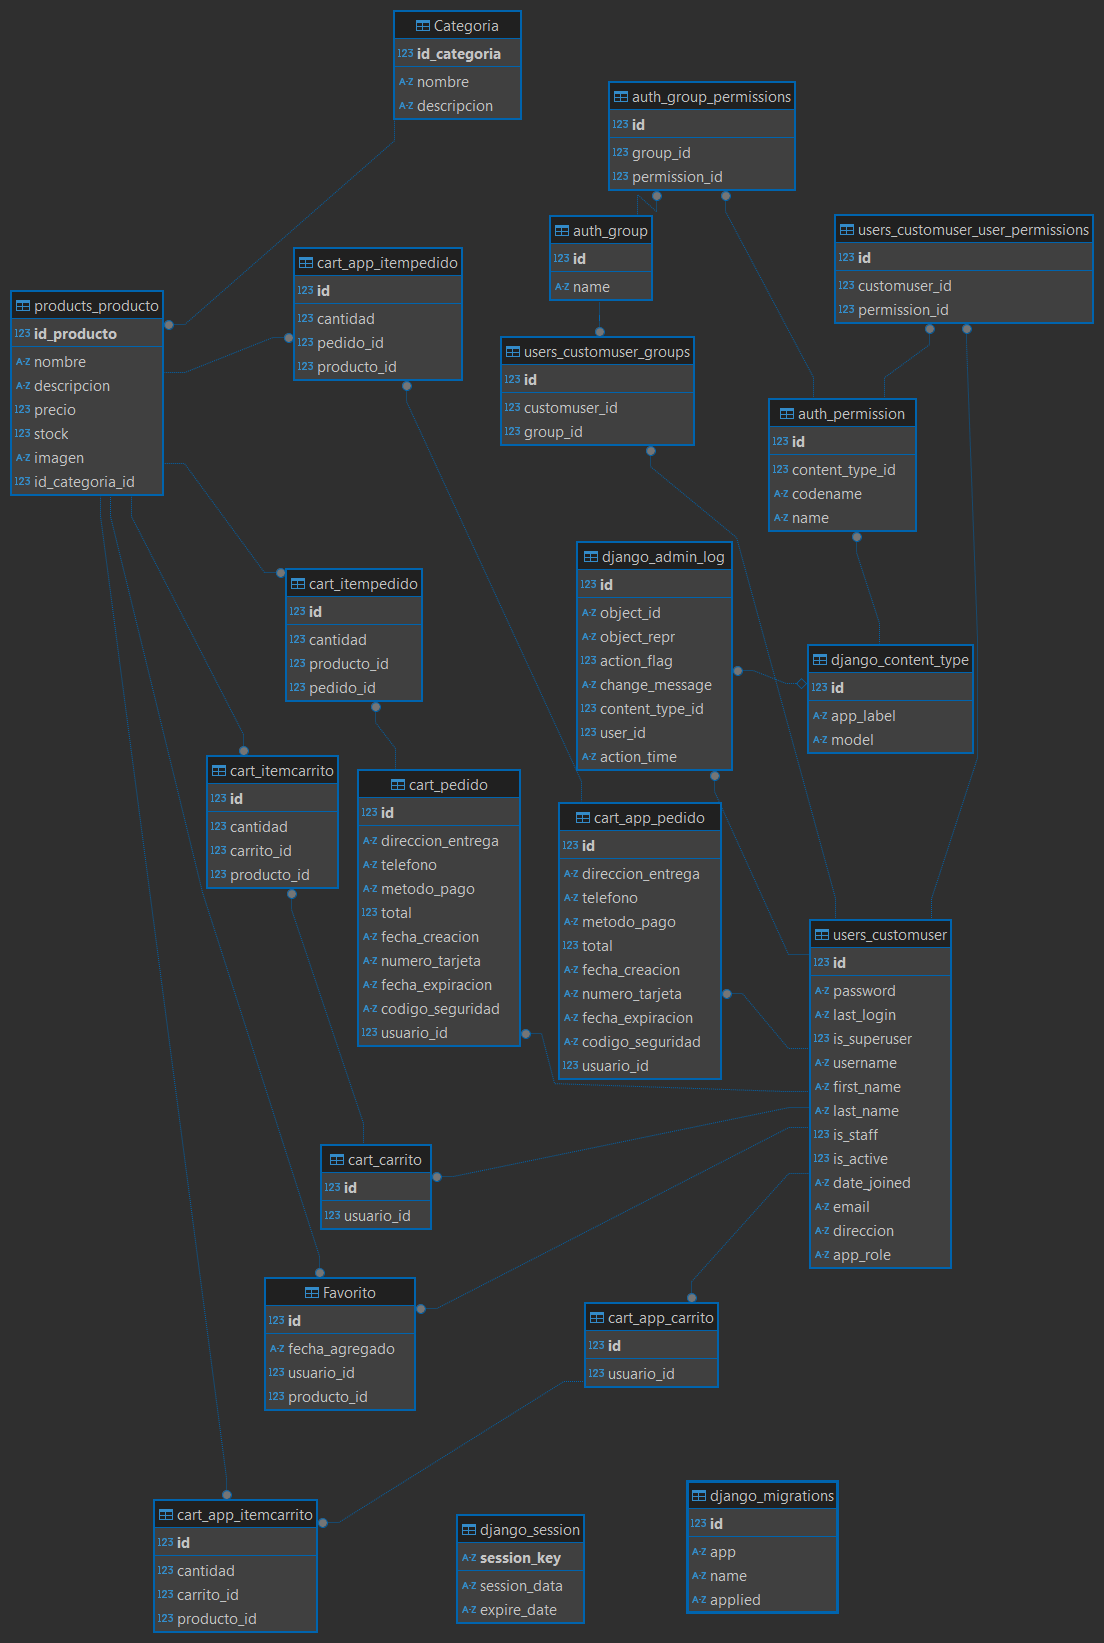 Categoria
123 id_categoria
A-Z nombre
A-Z descripcion
auth_group_permissions
123 id
123 group_id
123 permission_id
auth_group
123 id
A-Z name
users_customuser_user_permissions
123 id
123 customuser_id
123 permission_id
cart_app_itempedido
123 id
123 cantidad
123 pedido_id
123 producto_id
products_producto
123 id_producto
A-Z nombre
A-Z descripcion
123 precio
123 stock
A-Z imagen
123 id_categoria_id
users_customuser_groups
123 id
123 customuser_id
123 group_id
auth_permission
123 id
123 content_type_id
A-Z codename
A-Z name
django_admin_log
123 id
A-Z object_id
A-Z object_repr
123 action_flag
A-Z change_message
123 content_type_id
123 user_id
A-Z action_time
cart_itempedido
123 id
123 cantidad
123 producto_id
123 pedido_id
django_content_type
123 id
A-Z app_label
A-Z model
cart_itemcarrito
123 id
123 cantidad
123 carrito_id
123 producto_id
cart_pedido
123 id
A-Z direccion_entrega
A-Z telefono
A-Z metodo_pago
123 total
A-Z fecha_creacion
A-Z numero_tarjeta
A-Z fecha_expiracion
A-Z codigo_seguridad
123 usuario_id
cart_app_pedido
123 id
A-Z direccion_entrega
A-Z telefono
A-Z metodo_pago
123 total
A-Z fecha_creacion
A-Z numero_tarjeta
A-Z fecha_expiracion
A-Z codigo_seguridad
123 usuario_id
users_customuser
123 id
A-Z password
A-Z last_login
123 is_superuser
A-Z username
A-Z first_name
A-Z last_name
123 is_staff
123 is_active
A-Z date_joined
A-Z email
A-Z direccion
A-Z app_role
cart_carrito
123 id
123 usuario_id
Favorito
123 id
A-Z fecha_agregado
123 usuario_id
123 producto_id
cart_app_carrito
123 id
123 usuario_id
cart_app_itemcarrito
123 id
123 cantidad
123 carrito_id
123 producto_id
django_session
A-Z session_key
A-Z session_data
A-Z expire_date
django_migrations
123 id
A-Z app
A-Z name
A-Z applied